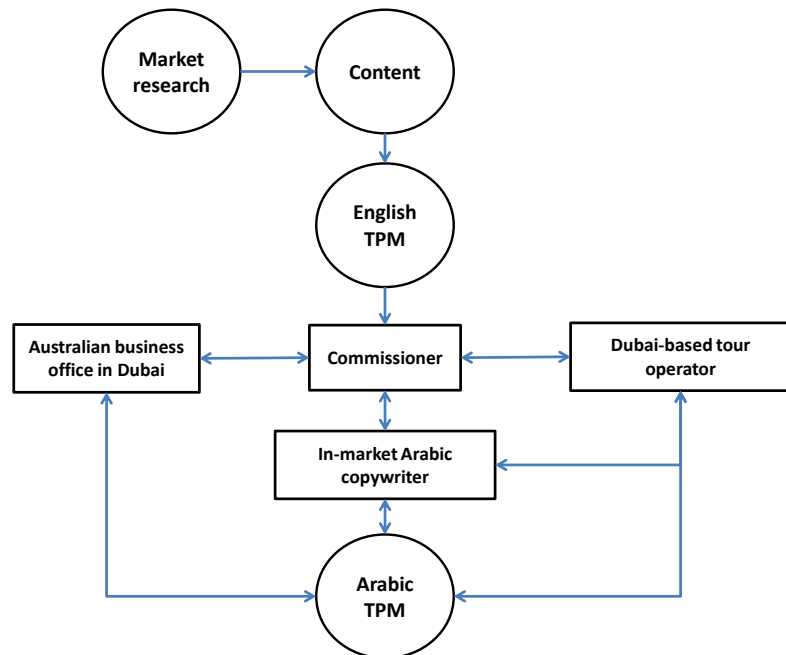 Market
research
Content
English
TPM
Australian business
office in Dubai
Commissioner
Dubai-based tour
operator
In-market Arabic
copywriter
Arabic
TPM